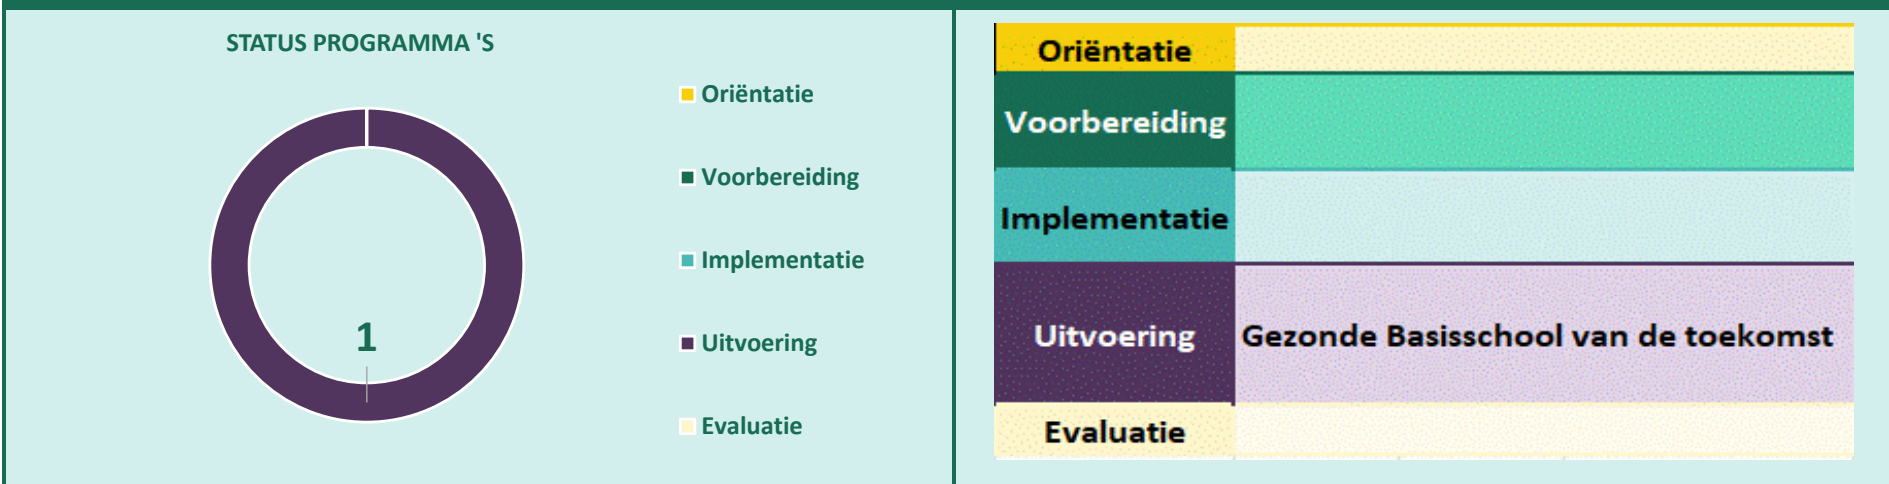 STATUS PROGRAMMA 'S
1
Oriëntatie
Voorbereiding
Implementatie
Uitvoering
Evaluatie
Oriëntatie
Voorbereiding
Implementatie
Uitvoering Gezonde Basisschool van de toekomst
Evaluatie